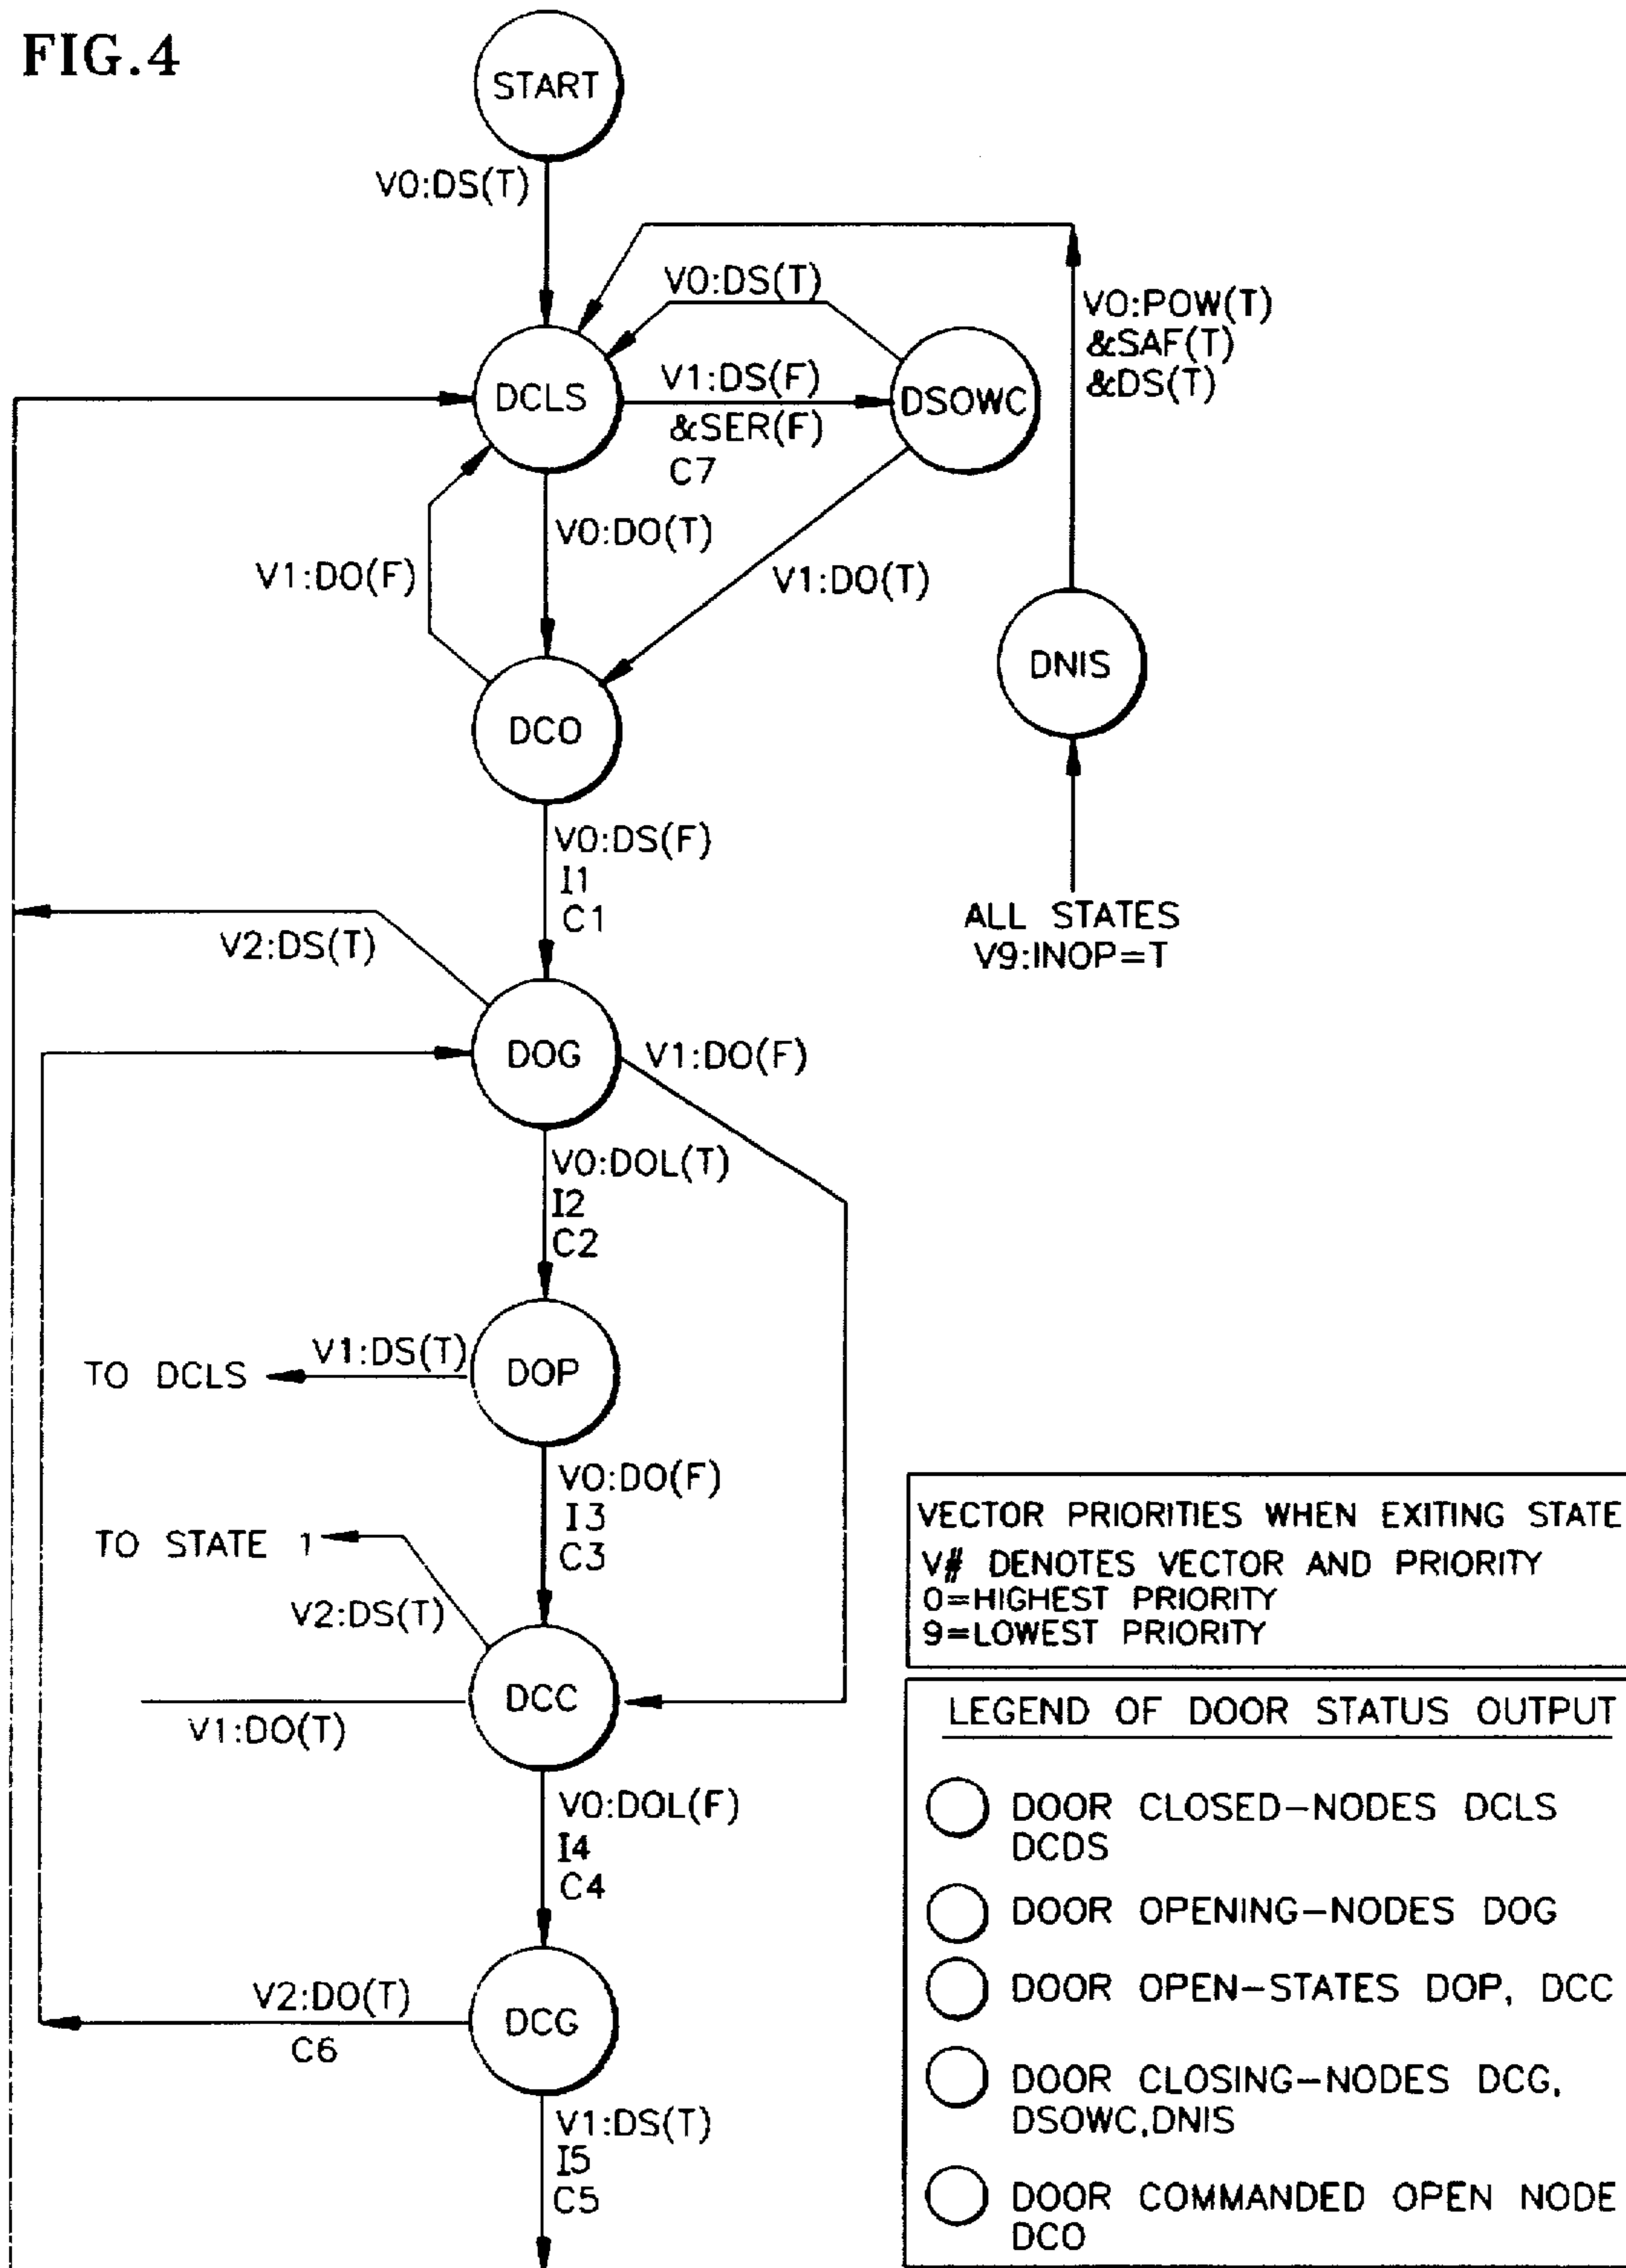 FIG.4
START
V0:DS(T)
V0:DS(T)
V0:POW(T)
&SAF(T)
&DS(T)
DCLS
V1:DS(F)
&SER(F)
C7
DSOWC
V0:DO(T)
V1:DO(F)
V1:DO(T)
DNIS
DCO
V0:DS(F)
I1
C1
ALL STATES
V9:INOP=T
V2:DS(T)
DOG
V1:DO(F)
V0:DOL(T)
I2
C2
TO DCLS
V1:DS(T)
DOP
V0:DO(F)
I3
C3
TO STATE 1
V2:DS(T)
DCC
V1:DO(T)
V0:DOL(F)
I4
C4
V2:DO(T)
C6
DCG
V1:DS(T)
I5
C5
VECTOR PRIORITIES WHEN EXITING STATE
V# DENOTES VECTOR AND PRIORITY
0=HIGHEST PRIORITY
9=LOWEST PRIORITY
LEGEND OF DOOR STATUS OUTPUT
DOOR CLOSED-NODES DCLS
DCDS
DOOR OPENING-NODES DOG
DOOR OPEN-STATES DOP, DCC
DOOR CLOSING-NODES DCG,
DSOWC,DNIS
DOOR COMMANDED OPEN NODE
DCO